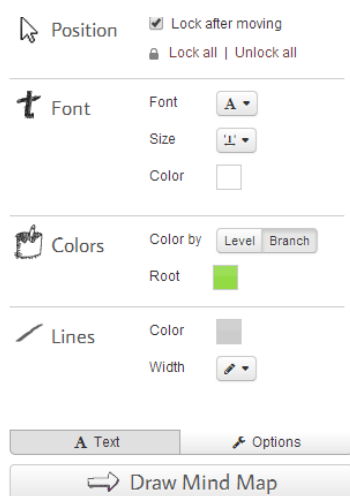 Position
Lock after moving
Lock all | Unlock all
Font
Font
A
Size
T
Color
Colors
Color by
Level
Branch
Root
Lines
Color
Width
A Text
Options
Draw Mind Map